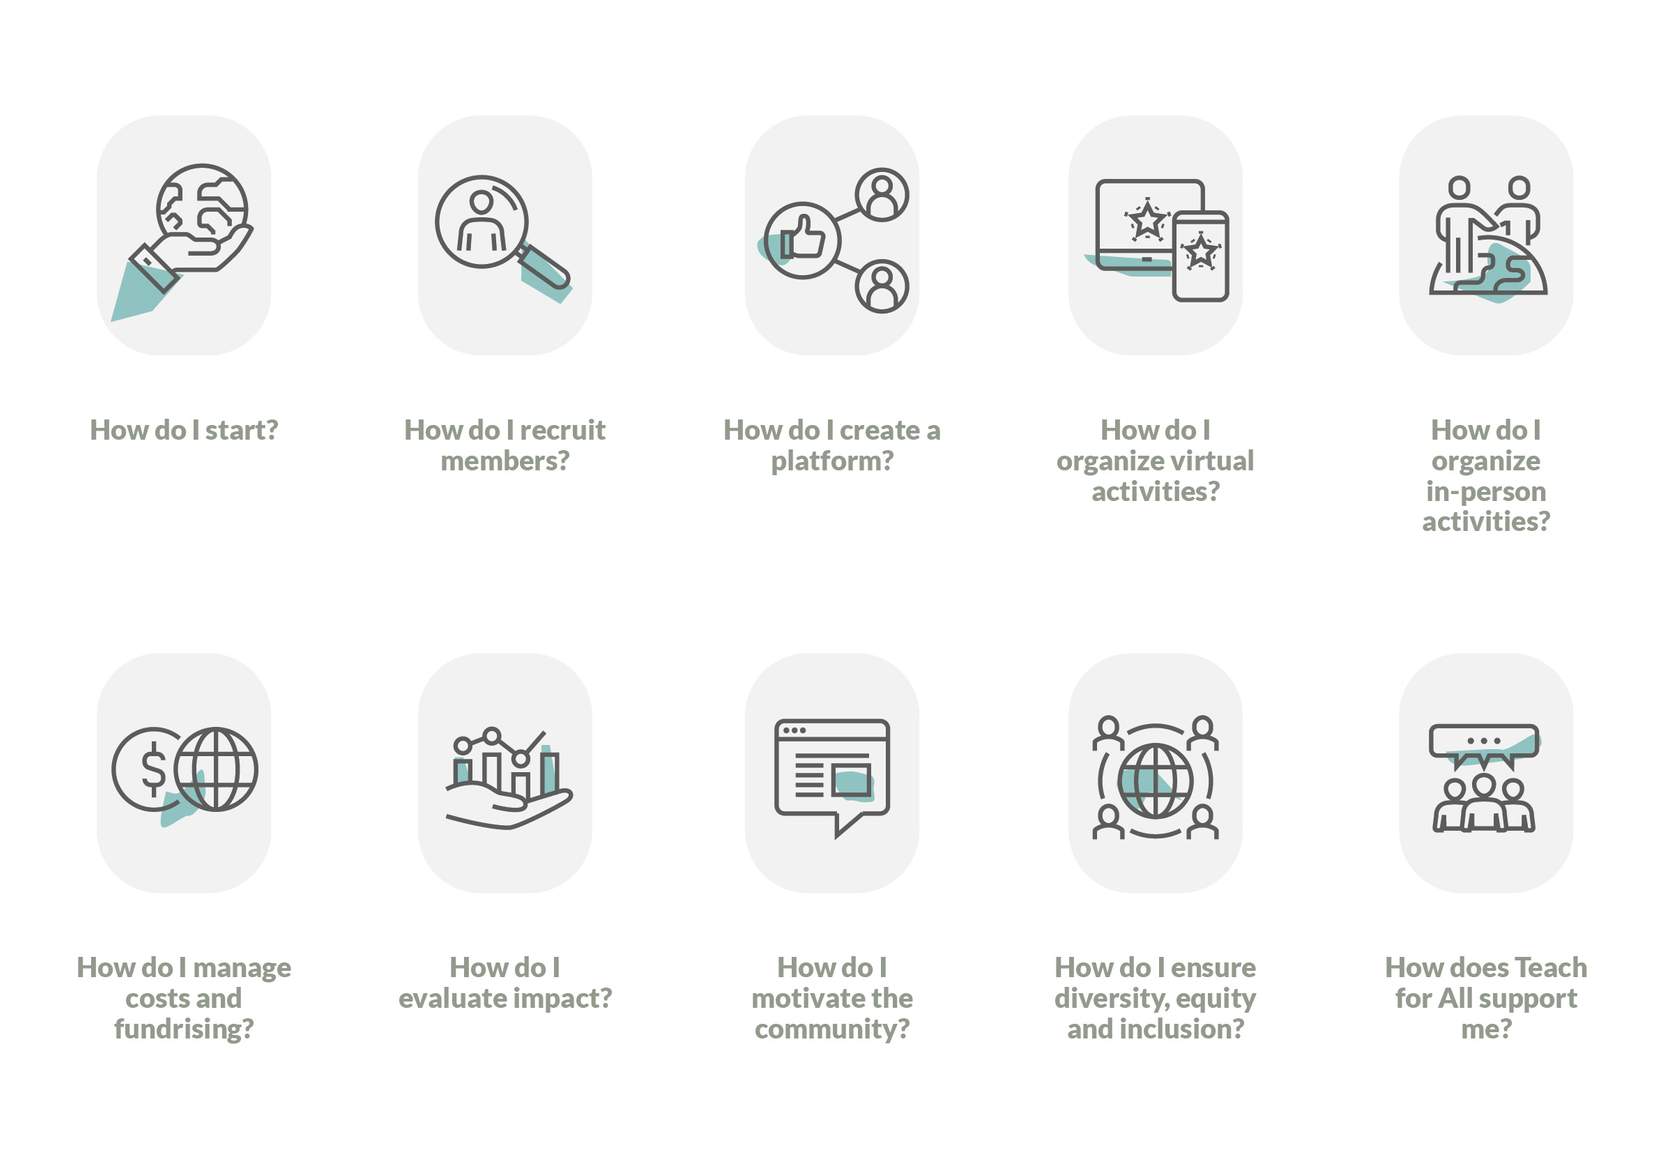 How do I start?
How do I recruit
members?
How do I create a
platform?
How do I
organize virtual
activities?
How do I
organize
in-person
activities?
$
How do I manage
costs and
fundrising?
How do I
evaluate impact?
How do I
motivate the
community?
How do I ensure
diversity, equity
and inclusion?
How does Teach
for All support
me?